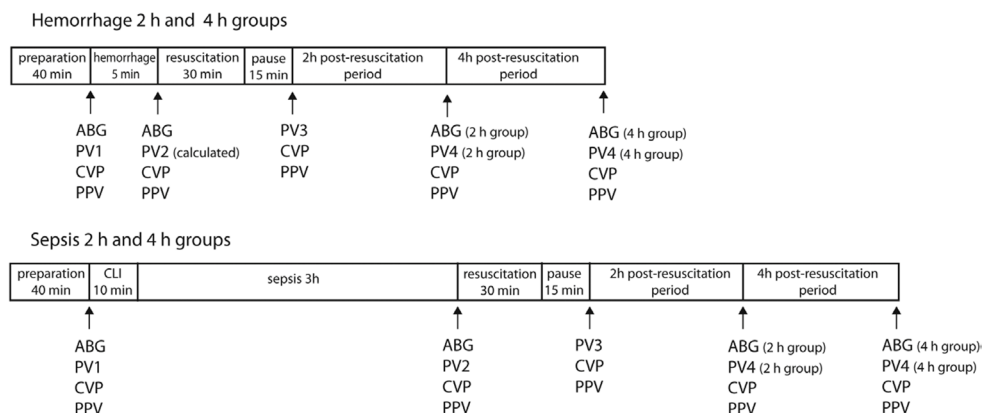 Hemorrhage 2 h and 4 h groups
preparation hemorrhage resuscitation pause 2h post-resuscitation 4h post-resuscitation
40 min 5 min 30 min 15 min period period
ABG ABG PV3 ABG (2 h group) ABG (4 h group)
PV1 PV2 (calculated) CVP PV4 (2 h group) PV4 (4 h group)
CVP CVP PPV CVP CVP
PPV PPV PPV PPV
Sepsis 2 h and 4 h groups
preparation CLI sepsis 3h resuscitation pause 2h post-resuscitation 4h post-resuscitation
40 min 10 min 30 min 15 min period period
ABG ABG PV3 ABG (2 h group) ABG (4 h group)
PV1 PV2 CVP PV4 (2 h group) PV4 (4 h group)
CVP CVP PPV CVP CVP
PPV PPV PPV PPV